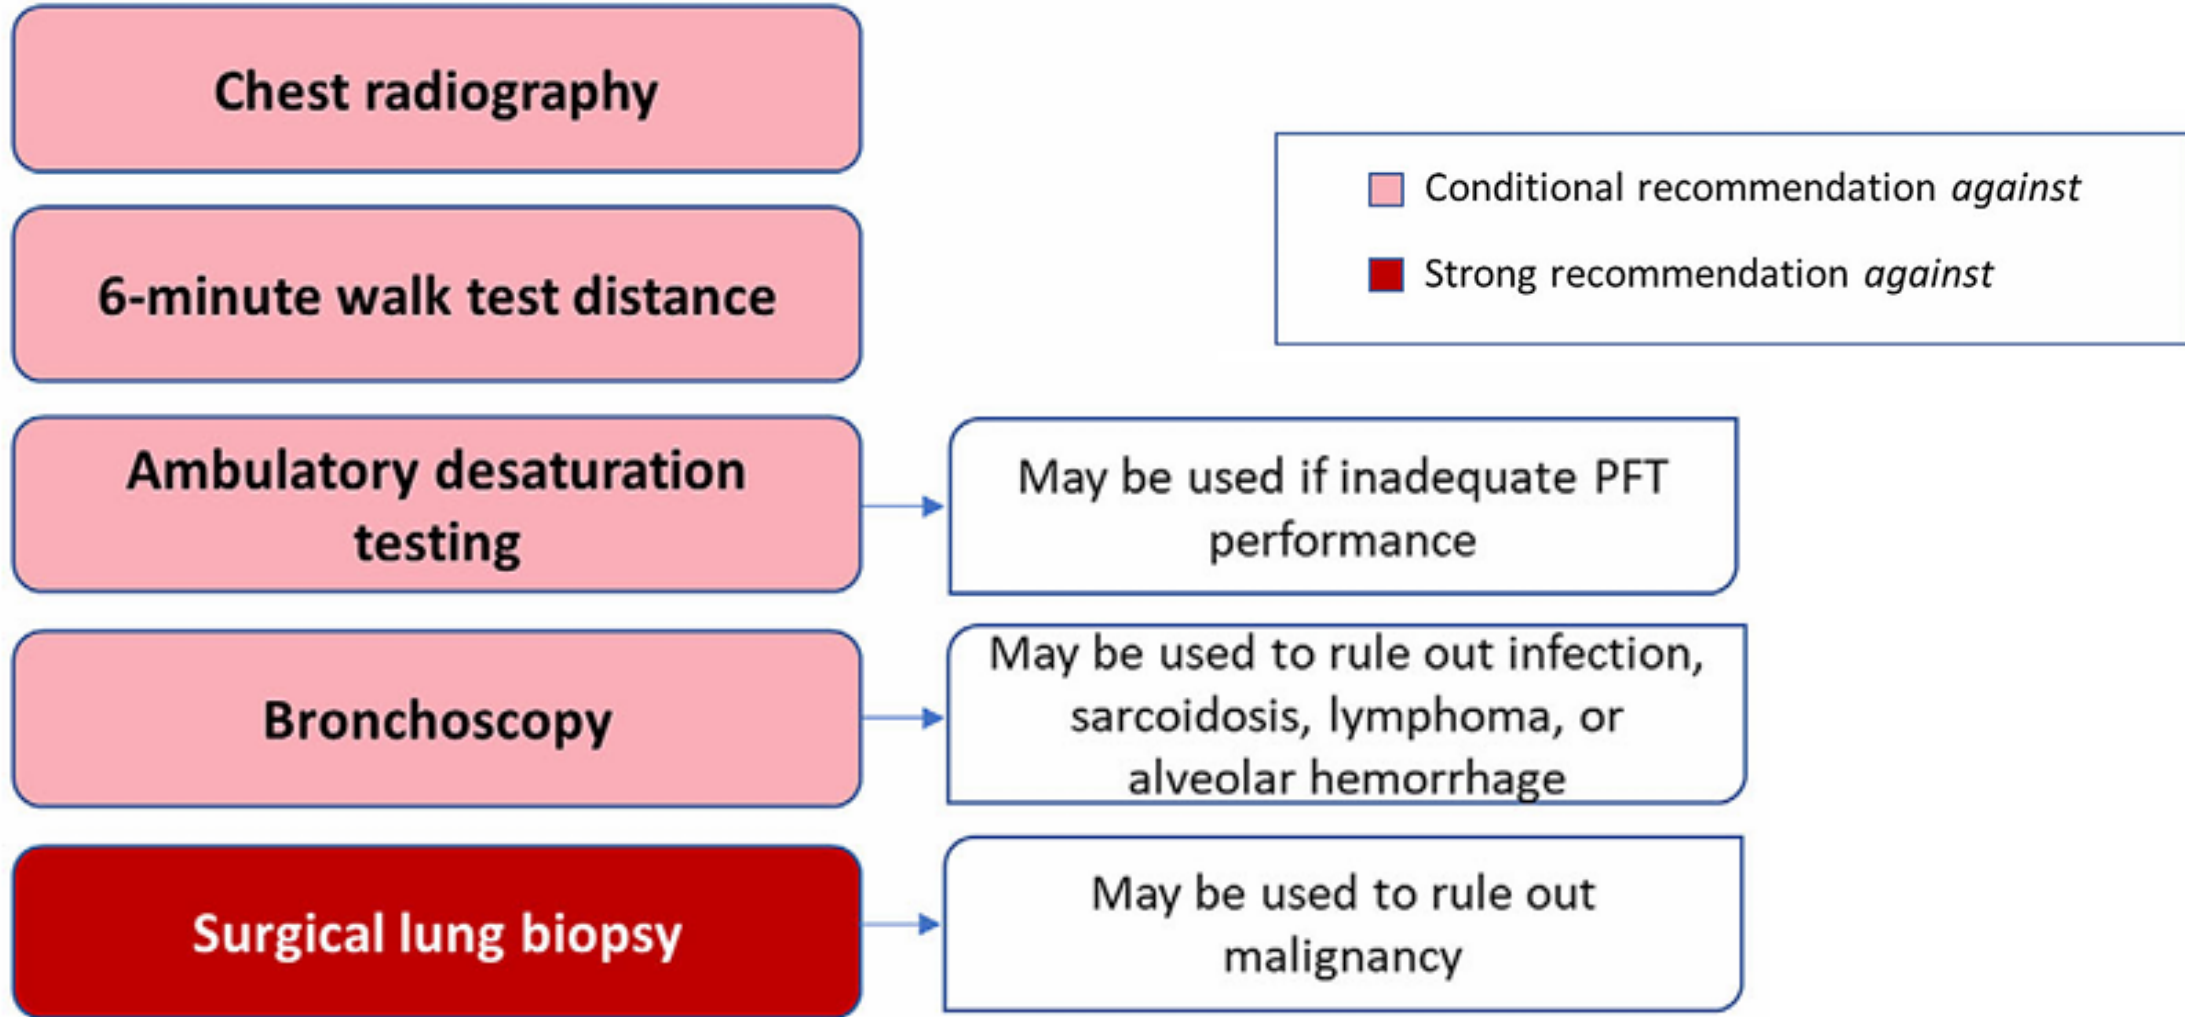 Chest radiography
Conditional recommendation against
Strong recommendation against
6-minute walk test distance
Ambulatory desaturation
testing
May be used if inadequate PFT
performance
Bronchoscopy
May be used to rule out infection,
sarcoidosis, lymphoma, or
alveolar hemorrhage
Surgical lung biopsy
May be used to rule out
malignancy